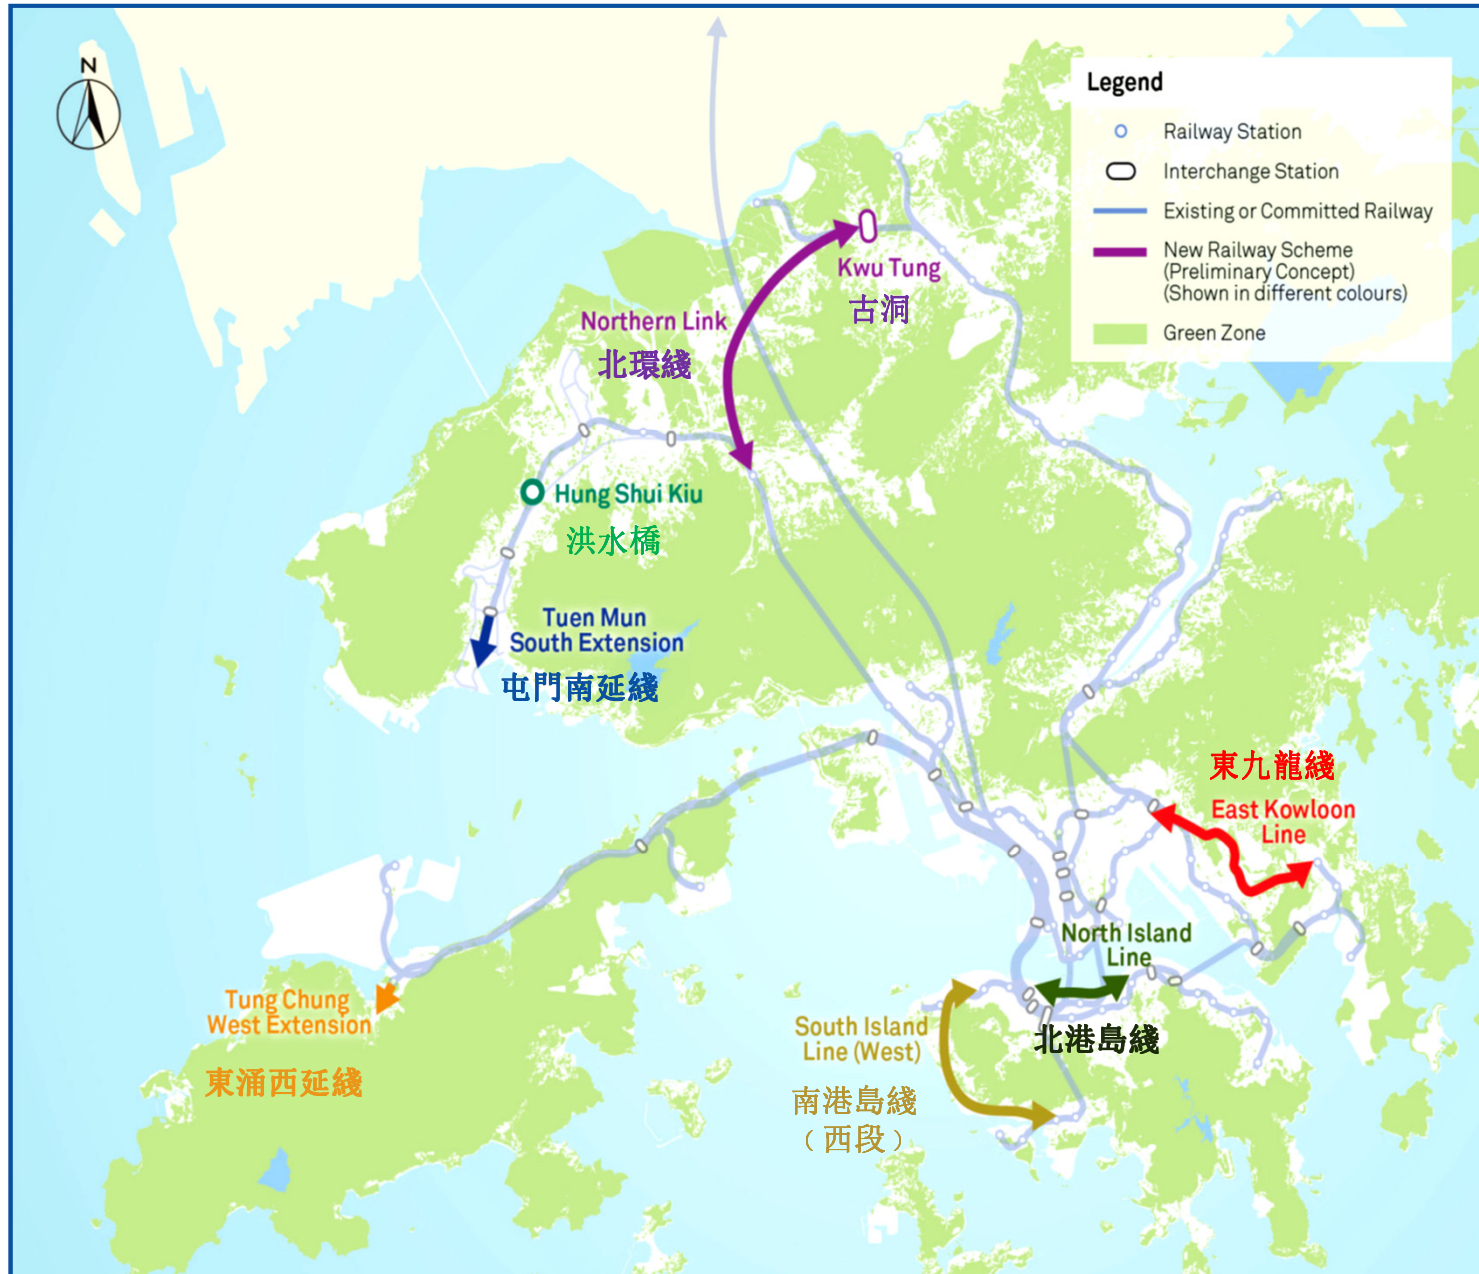 N
Legend
Railway Station
Interchange Station
Existing or Committed Railway
New Railway Scheme
(Preliminary Concept)
(Shown in different colours)
Green Zone
Kwu Tung
古洞
Northern Link
北環綫
Hung Shui Kiu
洪水橋
Tuen Mun
South Extension
屯門南延綫
東九龍綫
East Kowloon
Line
North Island
Line
北港島綫
Tung Chung
West Extension
東涌西延綫
South Island
Line (West)
南港島綫
（西段）